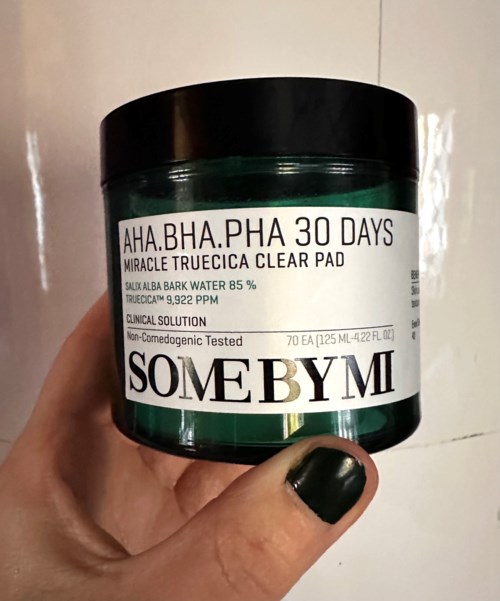 AHA.BHA.PHA 30 DAYS
MIRACLE TRUECICA CLEAR PAD
SALIX ALBA BARK WATER 85 %
TRUECICA™ 9,922 PPM
CLINICAL SOLUTION
Non-Comedogenic Tested
70 EA [125 ML-4.22 FL. OZ.]
SOME BY MI